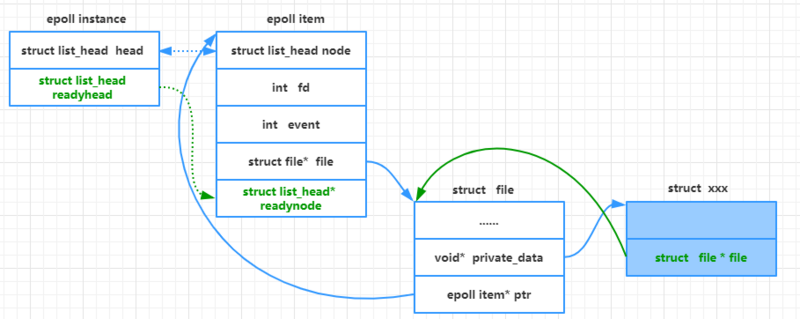 epoll instance
struct list_head head
struct list_head
readyhead
epoll item
struct list_head node
int fd
int event
struct file* file
struct list_head*
readynode
struct file
......
void* private_data
epoll item* ptr
struct xxx
struct file * file